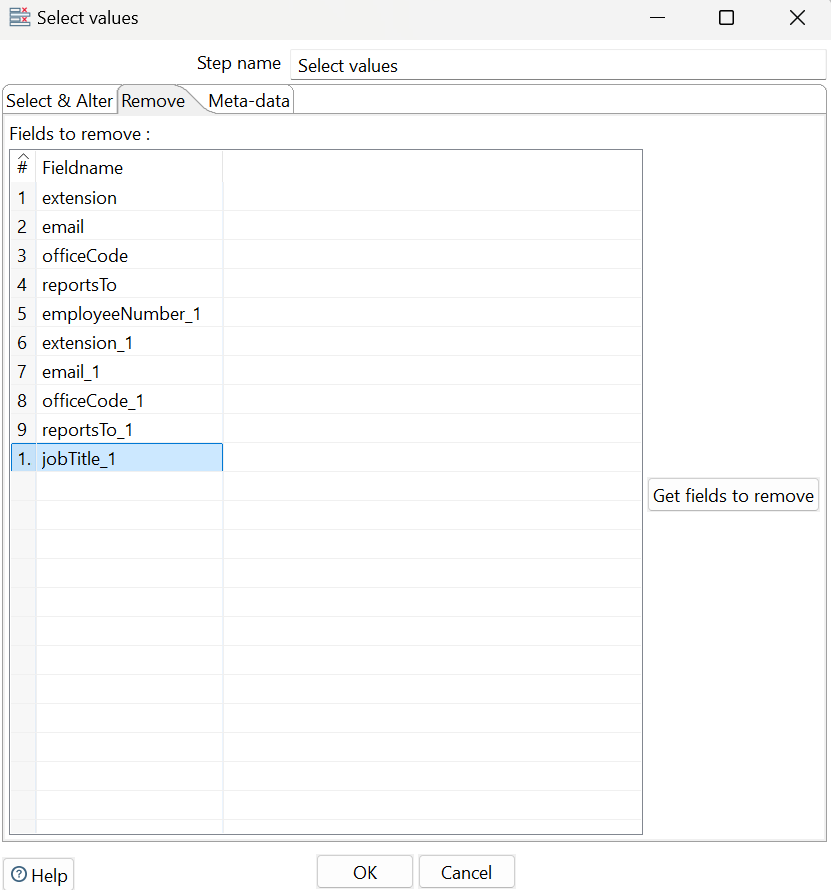 Select values
Step name Select values
Select & Alter Remove Meta-data
Fields to remove :
# Fieldname
1 extension
2 email
3 officeCode
4 reportsTo
5 employeeNumber_1
6 extension_1
7 email_1
8 officeCode_1
9 reportsTo_1
1. jobTitle_1
Get fields to remove
Help OK Cancel